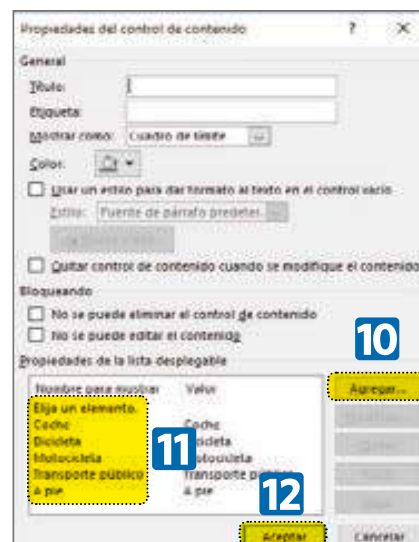 Propiedades del control de contenido ? ×
General
Título:
Etiqueta:
Mostrar como: Cuadro de límite
Color:
Usar un estilo para dar formato al texto en el control vacío
Estilo: Fuente de párrafo predeter.
Quitar control de contenido cuando se modifique el contenido
Bloqueando
No se puede eliminar el control de contenido
No se puede editar el contenido
Propiedades de la lista desplegable
10
Nombre para mostrar Valor
Agregar...
Elija un elemento.
Coche Coche
Bicicleta Bicicleta
Motocicleta Motocicleta
Transporte público Transporte público
A pie A pie
11
12
Aceptar Cancelar